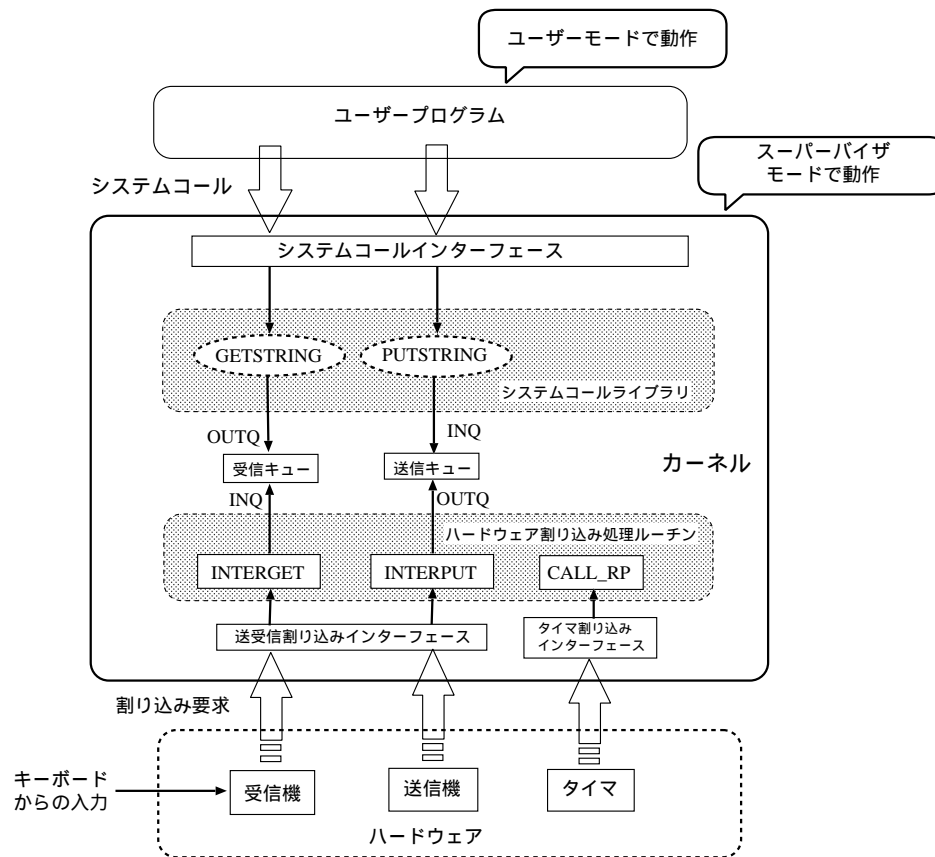 ユーザーモードで動作
ユーザープログラム
スーパーバイザ
モードで動作
システムコール
システムコールインターフェース
GETSTRING
PUTSTRING
システムコールライブラリ
OUTQ
INQ
受信キュー
送信キュー
カーネル
INQ
OUTQ
ハードウェア割り込み処理ルーチン
INTERGET
INTERPUT
CALL_RP
送受信割り込みインターフェース
タイマ割り込み
インターフェース
割り込み要求
キーボード
からの入力
受信機
送信機
タイマ
ハードウェア